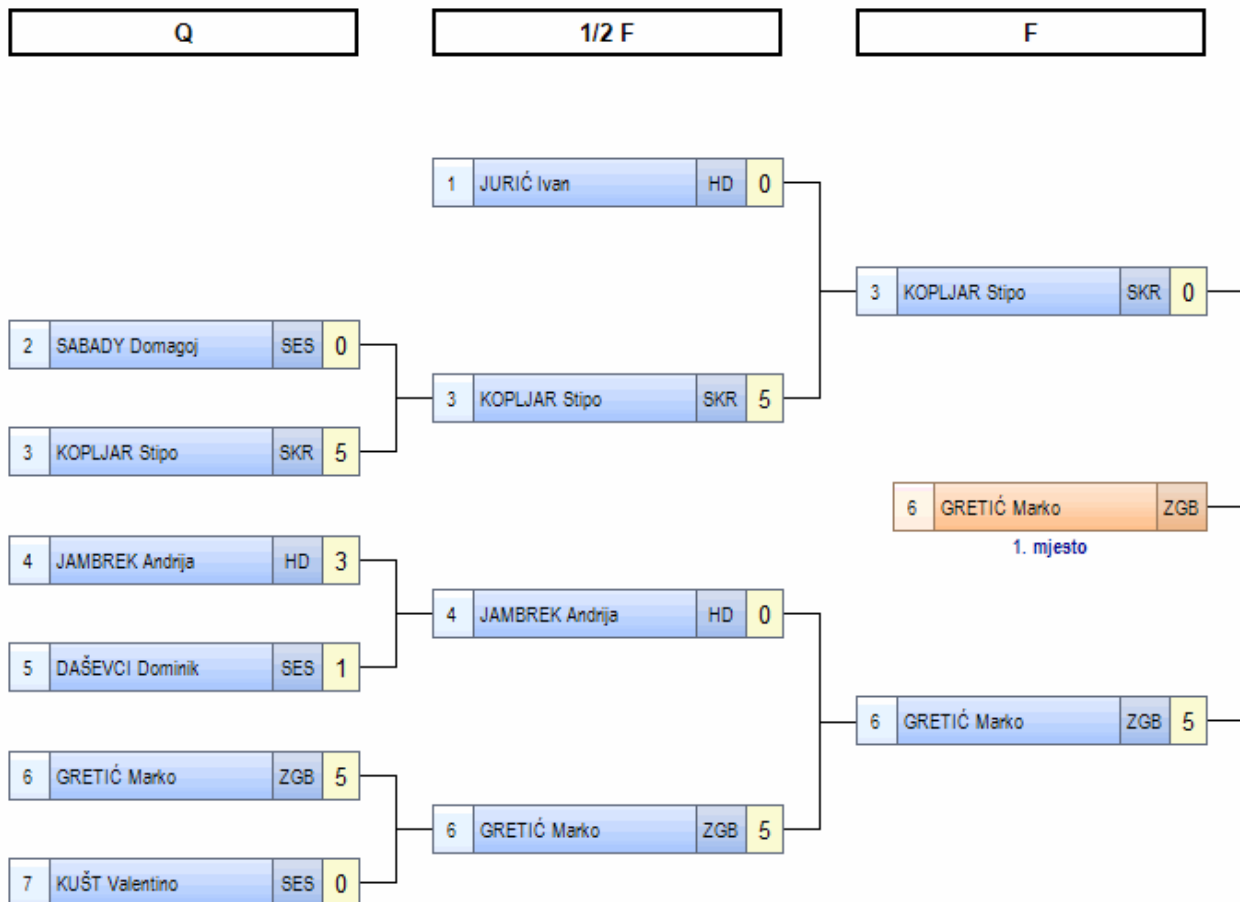 Q
1/2 F
F
1 JURIĆ Ivan HD 0
3 KOPLJAR Stipo SKR 0
2 SABADY Domagoj SES 0
3 KOPLJAR Stipo SKR 5
3 KOPLJAR Stipo SKR 5
6 GRETIĆ Marko ZGB
1. mjesto
4 JAMBREK Andrija HD 3
4 JAMBREK Andrija HD 0
5 DAŠEVCI Dominik SES 1
6 GRETIĆ Marko ZGB 5
6 GRETIĆ Marko ZGB 5
6 GRETIĆ Marko ZGB 5
7 KUŠT Valentino SES 0